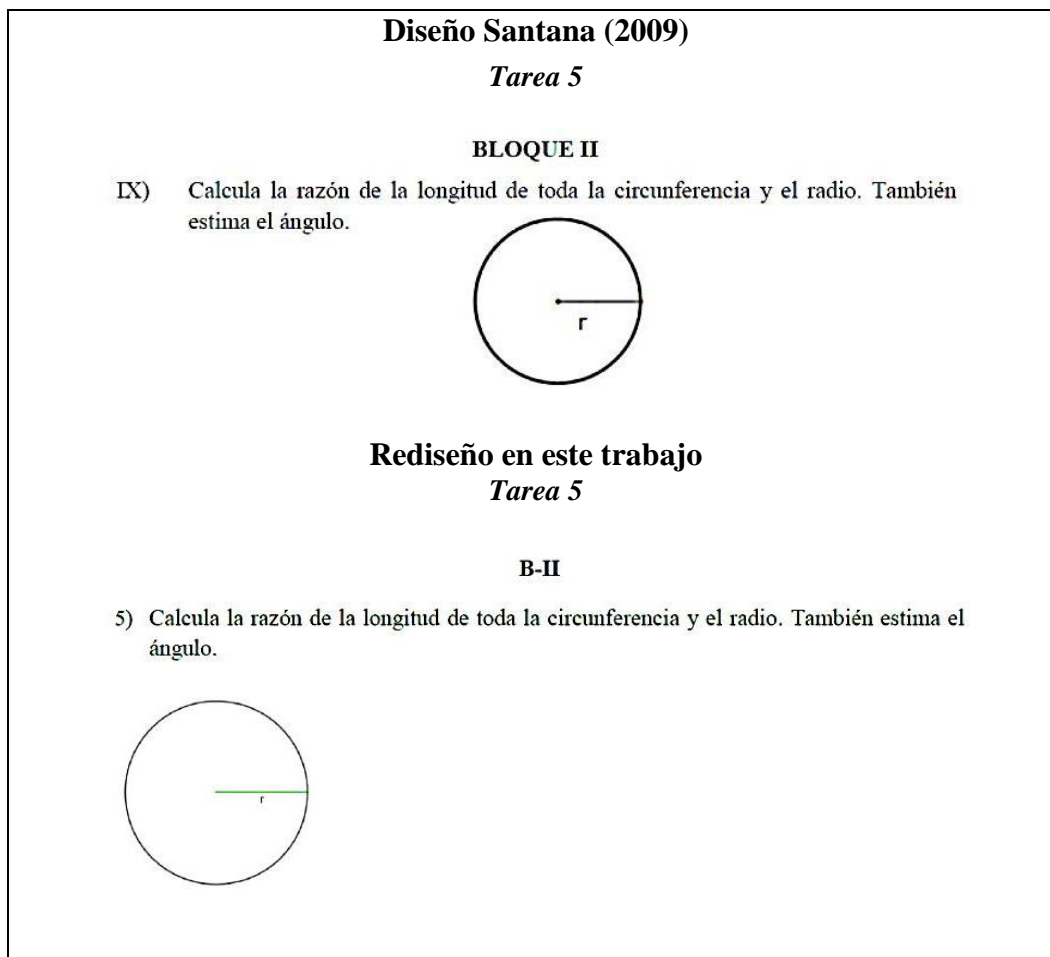 Diseño Santana (2009)
Tarea 5
BLOQUE II
IX) Calcula la razón de la longitud de toda la circunferencia y el radio. También
estima el ángulo.
r
Rediseño en este trabajo
Tarea 5
B-II
5) Calcula la razón de la longitud de toda la circunferencia y el radio. También estima el
ángulo.
r